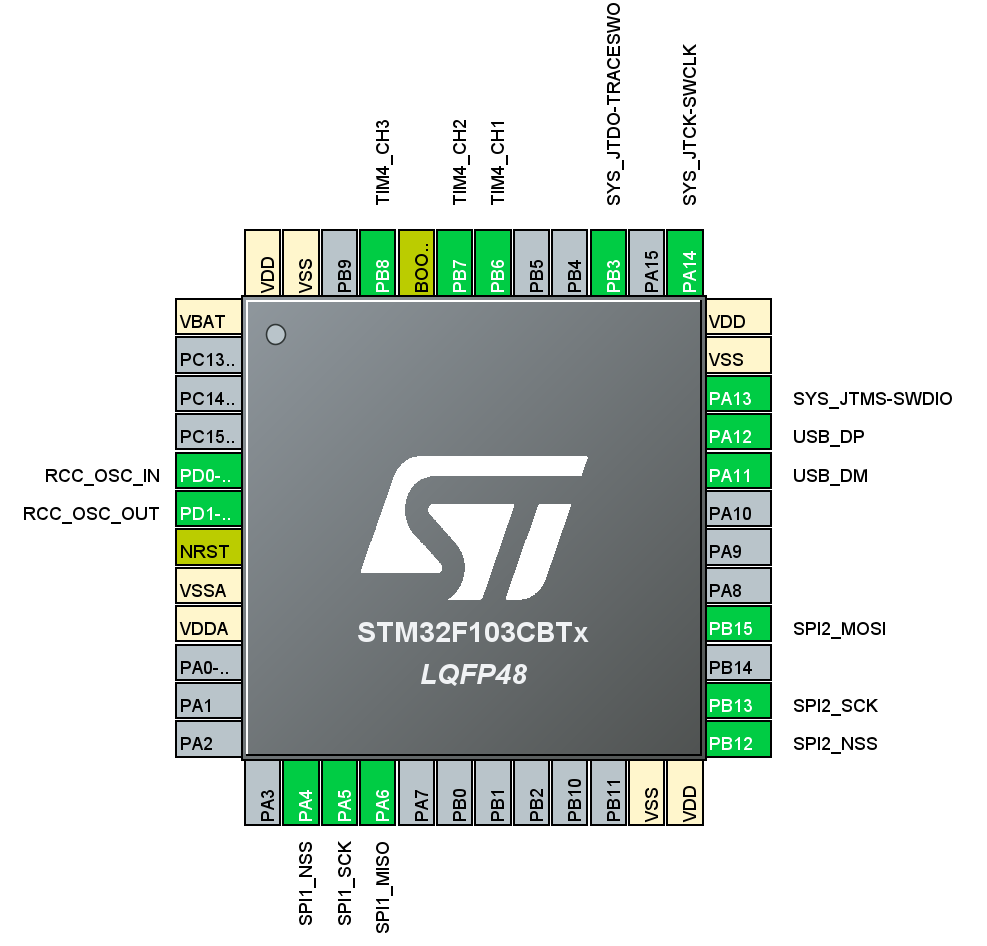 SYS_JTDO-TRACESWO
SYS_JTCK-SWCLK
TIM4_CH3
TIM4_CH2
TIM4_CH1
VDD
VSS
PB9
PB8
BOO..
PB7
PB6
PB5
PB4
PB3
PA15
PA14
VBAT
PC13..
PC14..
PC15..
RCC_OSC_IN
PD0-..
RCC_OSC_OUT
PD1-..
NRST
VSSA
VDDA
PA0-..
PA1
PA2
ST
STM32F103CBTx
LQFP48
VDD
VSS
PA13
SYS_JTMS-SWDIO
PA12
USB_DP
PA11
USB_DM
PA10
PA9
PA8
PB15
SPI2_MOSI
PB14
PB13
SPI2_SCK
PB12
SPI2_NSS
PA3
PA4
PA5
PA6
PA7
PB0
PB1
PB2
PB10
PB11
VSS
VDD
SPI1_NSS
SPI1_SCK
SPI1_MISO